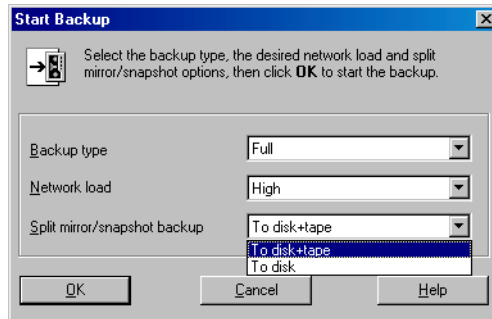 Start Backup
Select the backup type, the desired network load and split
mirror/snapshot options, then click OK to start the backup.
Backup type
Full
Network load
High
Split mirror/snapshot backup
To disk+tape
To disk+tape
To disk
OK
Cancel
Help